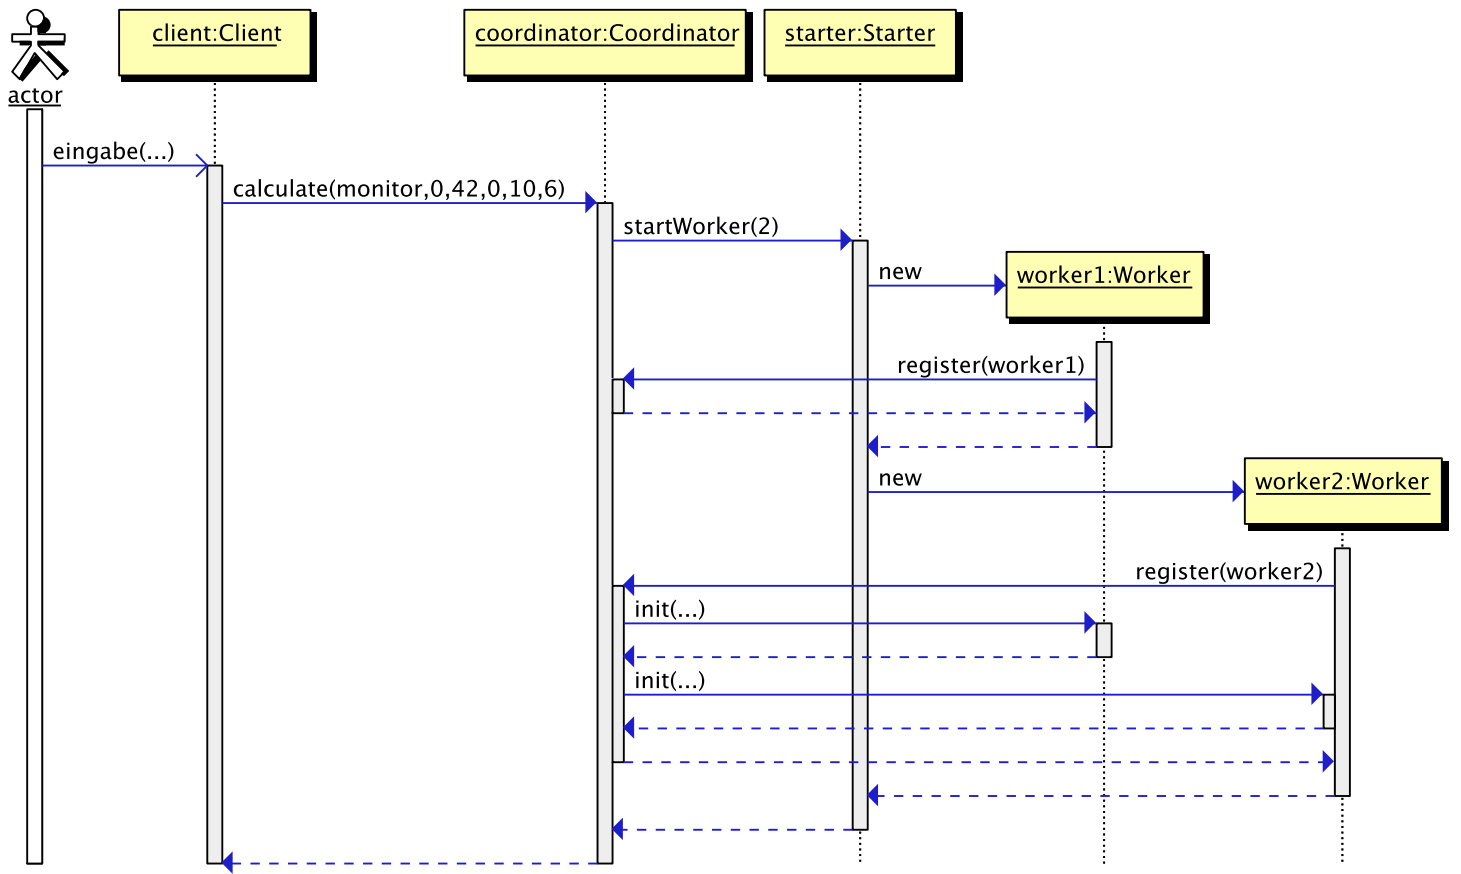 client:Client
coordinator:Coordinator
starter:Starter
actor
eingabe(...)
calculate(monitor,0,42,0,10,6)
startWorker(2)
new
worker1:Worker
register(worker1)
new
worker2:Worker
register(worker2)
init(...)
init(...)